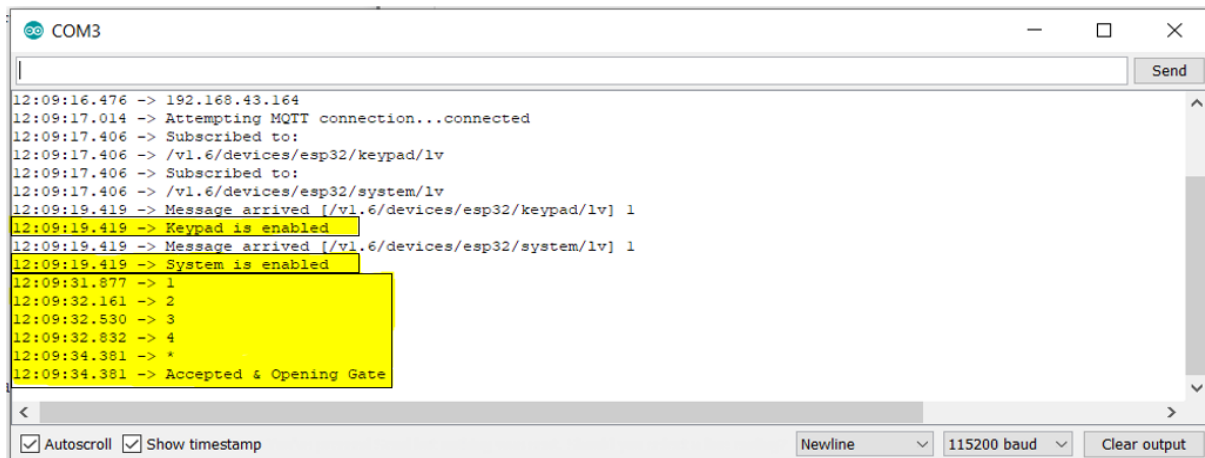 COM3
Send
12:09:16.476 -> 192.168.43.164
12:09:17.014 -> Attempting MQTT connection...connected
12:09:17.406 -> Subscribed to:
12:09:17.406 -> /v1.6/devices/esp32/keypad/lv
12:09:17.406 -> Subscribed to:
12:09:17.406 -> /v1.6/devices/esp32/system/lv
12:09:19.419 -> Message arrived [/v1.6/devices/esp32/keypad/lv] 1
12:09:19.419 -> Keypad is enabled
12:09:19.419 -> Message arrived [/v1.6/devices/esp32/system/lv] 1
12:09:19.419 -> System is enabled
12:09:31.877 -> 1
12:09:32.161 -> 2
12:09:32.530 -> 3
12:09:32.832 -> 4
12:09:34.381 -> *
12:09:34.381 -> Accepted & Opening Gate
Autoscroll Show timestamp Newline 115200 baud Clear output